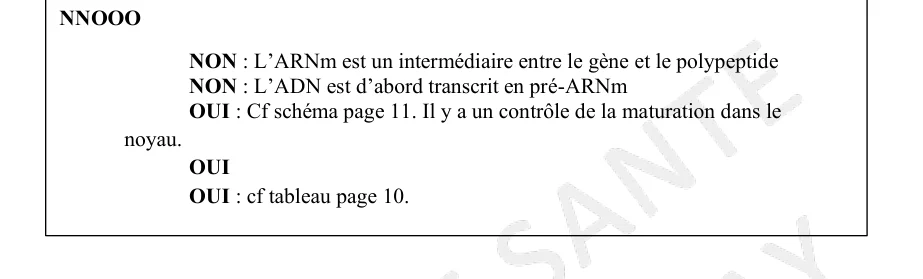 NNOOO
NON : L’ARNm est un intermédiaire entre le gène et le polypeptide
NON : L’ADN est d’abord transcrit en pré-ARNm
OUI : Cf schéma page 11. Il y a un contrôle de la maturation dans le
noyau.
OUI
OUI : cf tableau page 10.
SANTE